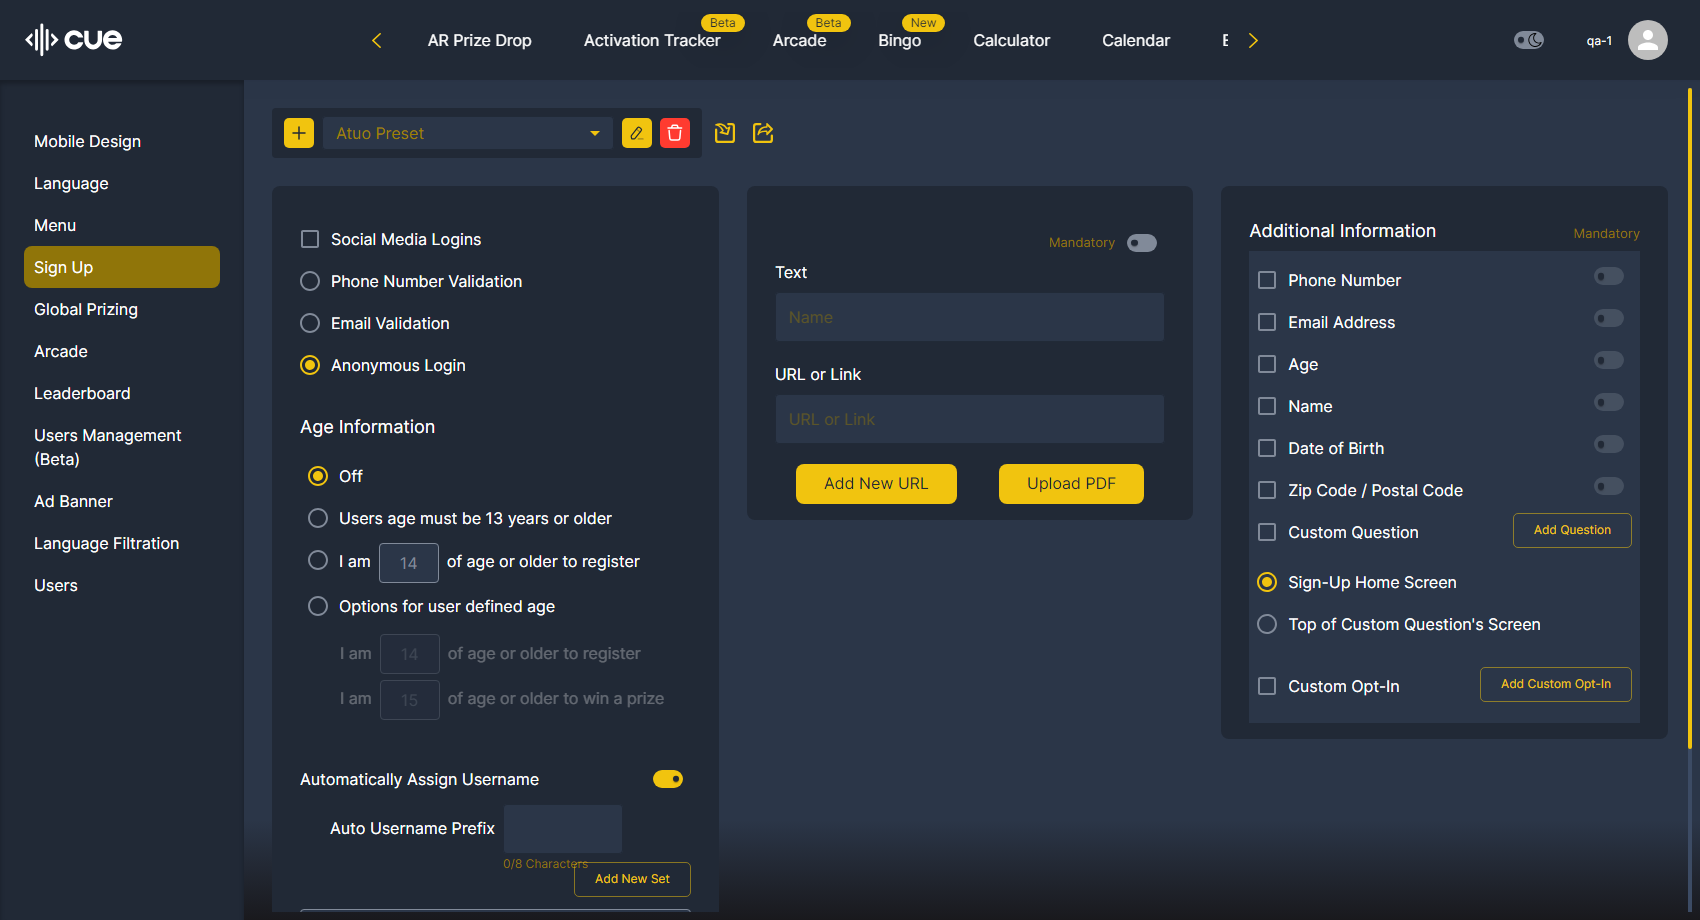 cue
AR Prize Drop
Activation Tracker
Beta
Arcade
Beta
Bingo
New
Calculator
Calendar
qa-1
Mobile Design
Language
Menu
Sign Up
Global Prizing
Arcade
Leaderboard
Users Management
(Beta)
Ad Banner
Language Filtration
Users
Atuo Preset
Social Media Logins
Phone Number Validation
Email Validation
Anonymous Login
Age Information
Off
Users age must be 13 years or older
I am 14 of age or older to register
Options for user defined age
I am 14 of age or older to register
I am 15 of age or older to win a prize
Automatically Assign Username
Auto Username Prefix
0/8 Characters
Add New Set
Mandatory
Text
Name
URL or Link
URL or Link
Add New URL
Upload PDF
Additional Information
Mandatory
Phone Number
Email Address
Age
Name
Date of Birth
Zip Code / Postal Code
Custom Question
Add Question
Sign-Up Home Screen
Top of Custom Question's Screen
Custom Opt-In
Add Custom Opt-In